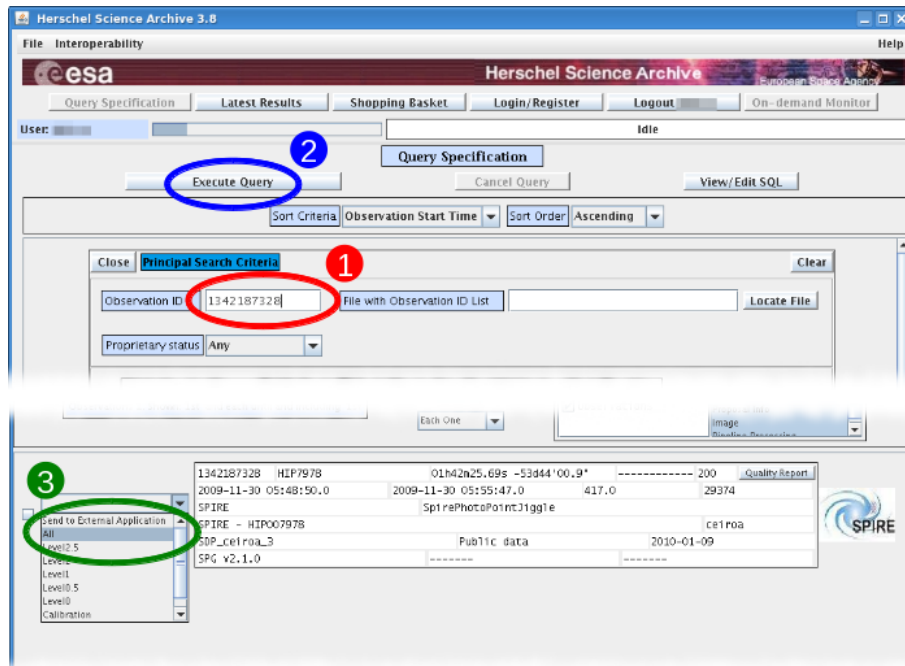 Herschel Science Archive 3.8
File Interoperability Help
esa Herschel Science Archive European Space Agency
Query Specification Latest Results Shopping Basket Login/Register Logout On-demand Monitor
User: Idle
2
Query Specification
Execute Query Cancel Query View/Edit SQL
Sort Criteria Observation Start Time Sort Order Ascending
1
Close Principal Search Criteria Clear
Observation ID 1342187328 File with Observation ID List Locate File
Proprietary status Any
Each One
Image
3
1342187328 HIP7978 01h42m25.69s -53d44'00.9" ------------ 200 Quality Report
2009-11-30 05:48:50.0 2009-11-30 05:55:47.0 417.0 29374
SPIRE SpirePhotoPointJiggle
SPIRE - HIP007978 ceiroa
SDP_ceiroa_3 Public data 2010-01-09
SPG v2.1.0 ------- -------
SPIRE
Send to External Application
All
Level2.5
Level2
Level1
Level0.5
Level0
Calibration